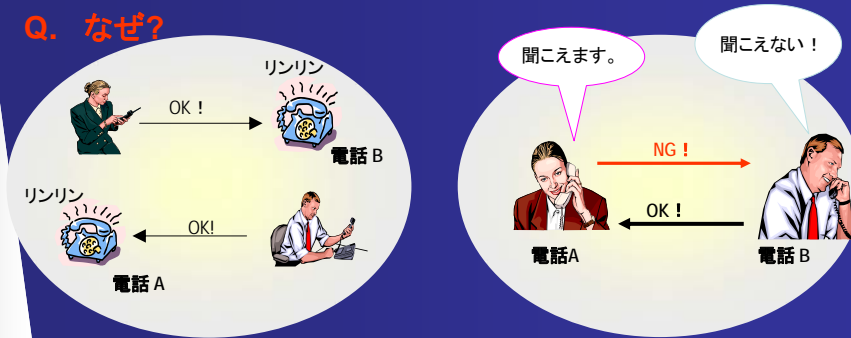 Q. なぜ?
リンリン
OK！
電話 B
リンリン
OK!
電話 A
聞こえます。
聞こえない！
NG！
OK！
電話A
電話 B